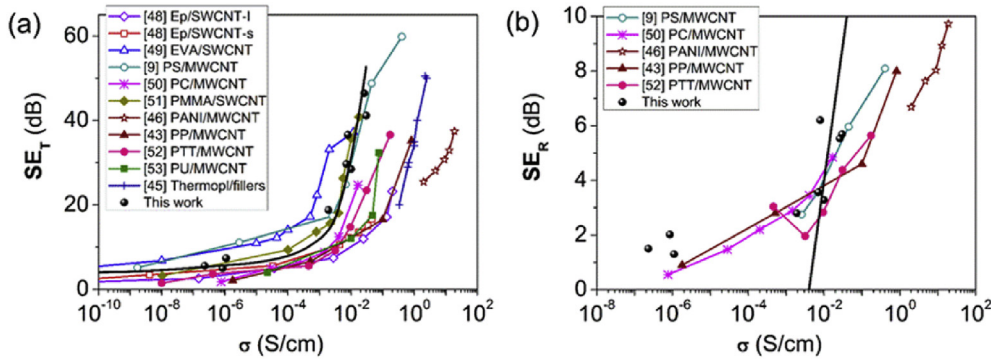 (a)
SE_T (dB)
60
40
20
0
[48] Ep/SWCNT-l
[48] Ep/SWCNT-s
[49] EVA/SWCNT
[9] PS/MWCNT
[50] PC/MWCNT
[51] PMMA/SWCNT
[46] PANI/MWCNT
[43] PP/MWCNT
[52] PTT/MWCNT
[53] PU/MWCNT
[45] Thermopl/fillers
This work
10^-10 10^-8 10^-6 10^-4 10^-2 10^0 10^2
σ (S/cm)
(b)
SE_R (dB)
10
8
6
4
2
0
[9] PS/MWCNT
[50] PC/MWCNT
[46] PANI/MWCNT
[43] PP/MWCNT
[52] PTT/MWCNT
This work
10^-8 10^-6 10^-4 10^-2 10^0 10^2
σ (S/cm)